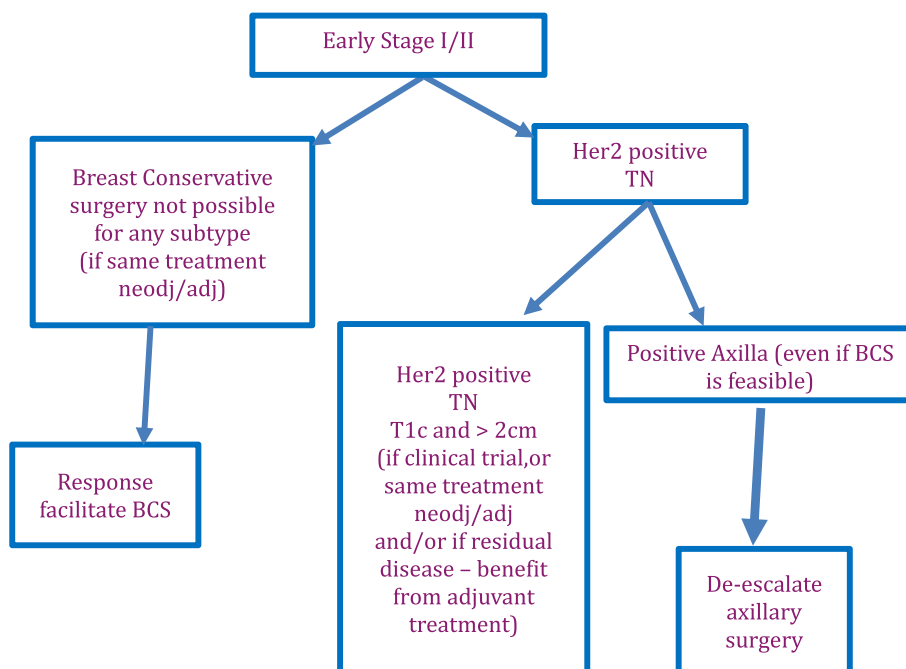 Early Stage I/II
Breast Conservative
surgery not possible
for any subtype
(if same treatment
neodj/adj)
Her2 positive
TN
Response
facilitate BCS
Her2 positive
TN
T1c and > 2cm
(if clinical trial,or
same treatment
neodj/adj
and/or if residual
disease – benefit
from adjuvant
treatment)
Positive Axilla (even if BCS
is feasible)
De-escalate
axillary
surgery